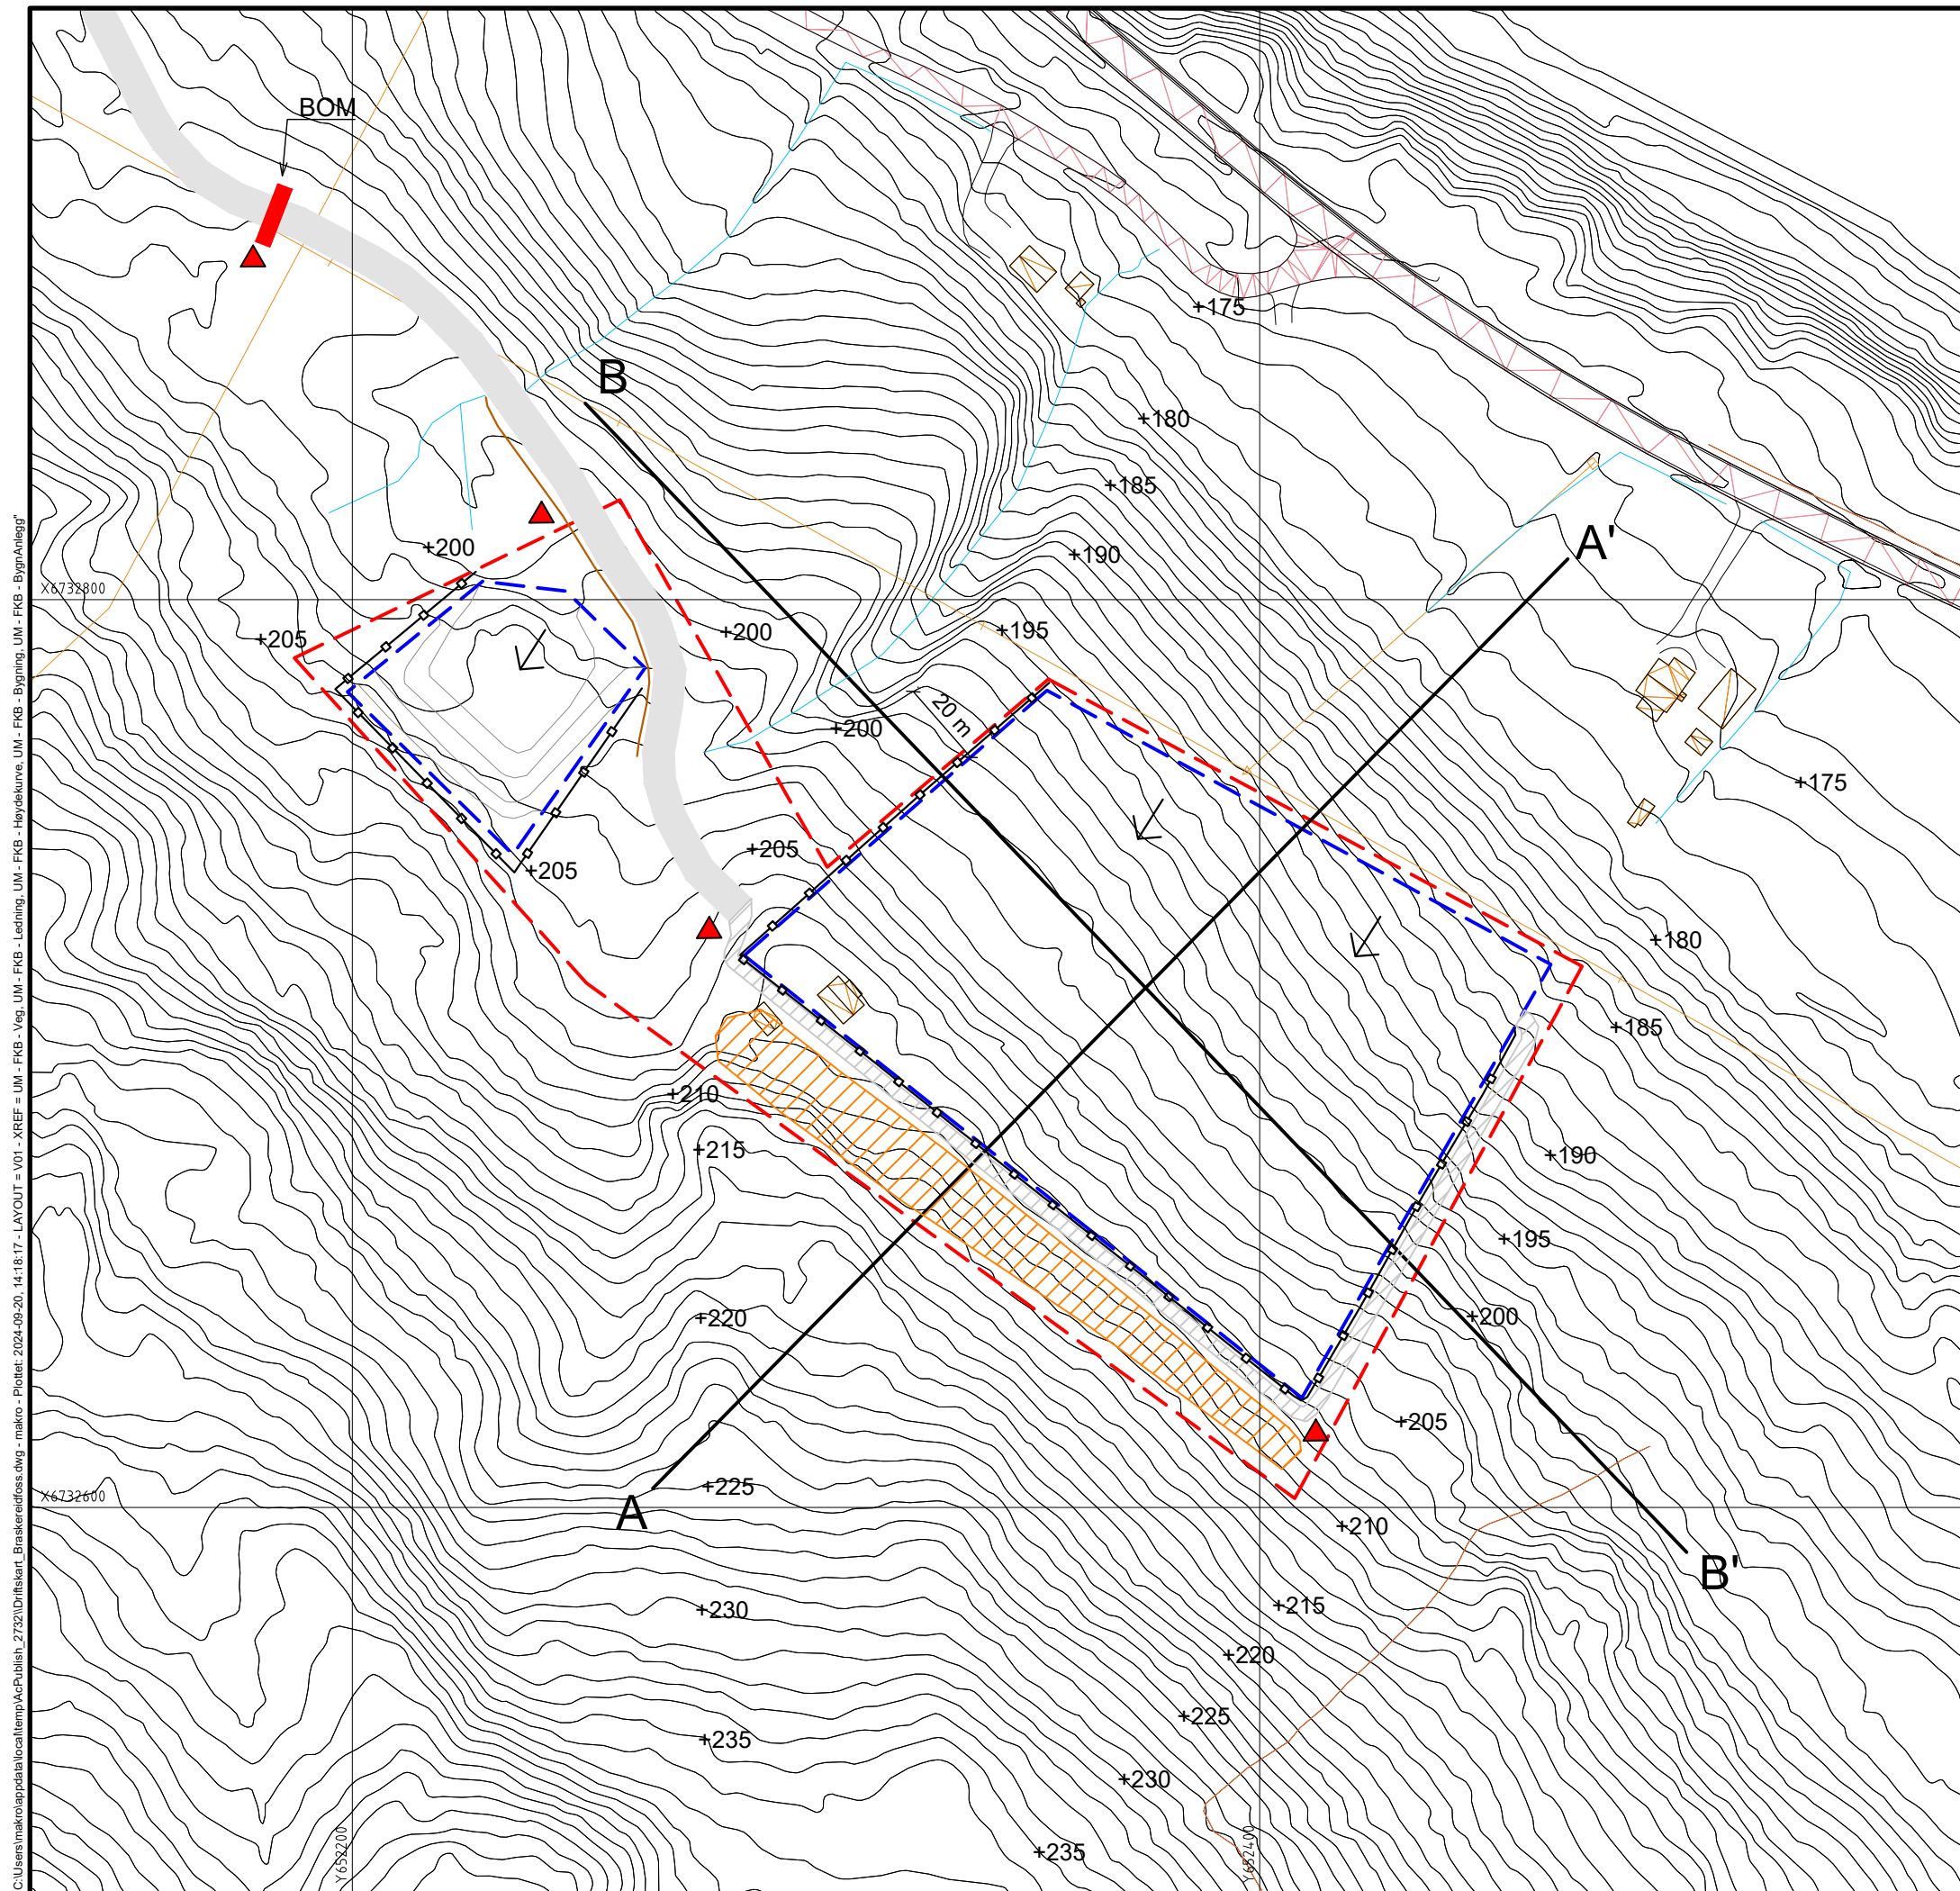 BOM
+175
B
+180
+185
A'
+200
+190
X6732800
+205
+200
+195
20 m
+200
+175
+205
+205
+180
+185
+210
+215
+190
+195
+220
+200
+205
+225
X6732600
A
+210
B'
+215
+230
+220
+225
+235
+230
+235
Y652200
Y652400
C:\Users\makro\appdata\local\temp\AcPublish_2732\\Driftskart_Braskereidfoss.dwg - makro - Plottet: 2024-09-20, 14:18:17 - LAYOUT = V01 - XREF = UM - FKB - Veg, UM - FKB - Ledning, UM - FKB - Høydekurve, UM - FKB - Bygning, UM - FKB - BygnAnlegg"